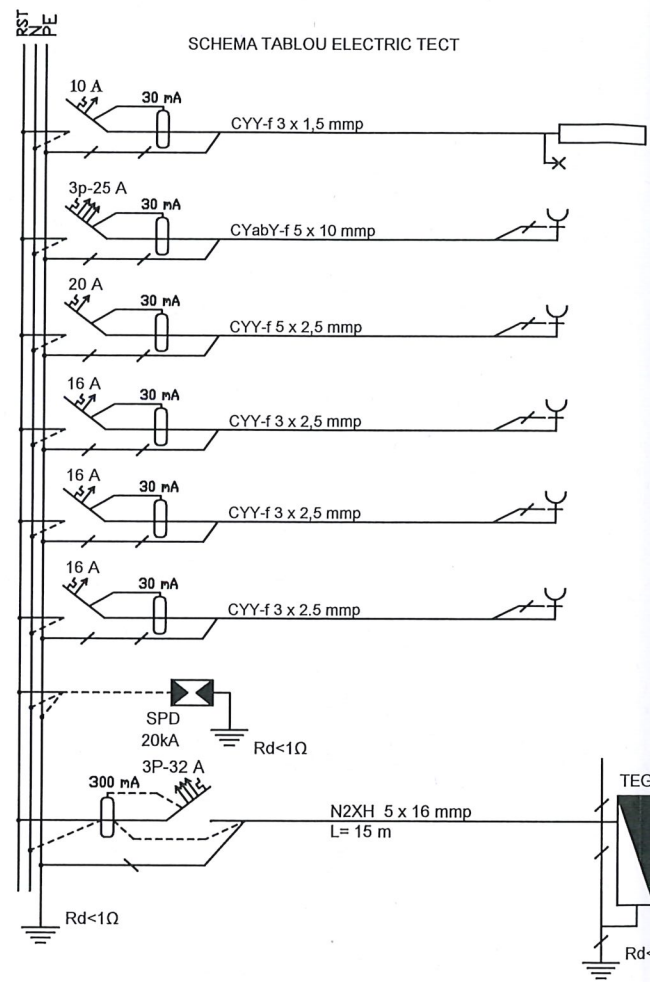 RST
N
PE
SCHEMA TABLOU ELECTRIC TECT
10 A
30 mA
CYY-f 3 x 1,5 mmp
3p-25 A
30 mA
CYabY-f 5 x 10 mmp
20 A
30 mA
CYY-f 5 x 2,5 mmp
16 A
30 mA
CYY-f 3 x 2,5 mmp
16 A
30 mA
CYY-f 3 x 2,5 mmp
16 A
30 mA
CYY-f 3 x 2.5 mmp
SPD
20kA
Rd<1Ω
3P-32 A
300 mA
N2XH 5 x 16 mmp
L= 15 m
TEG
Rd<1Ω
Rd<